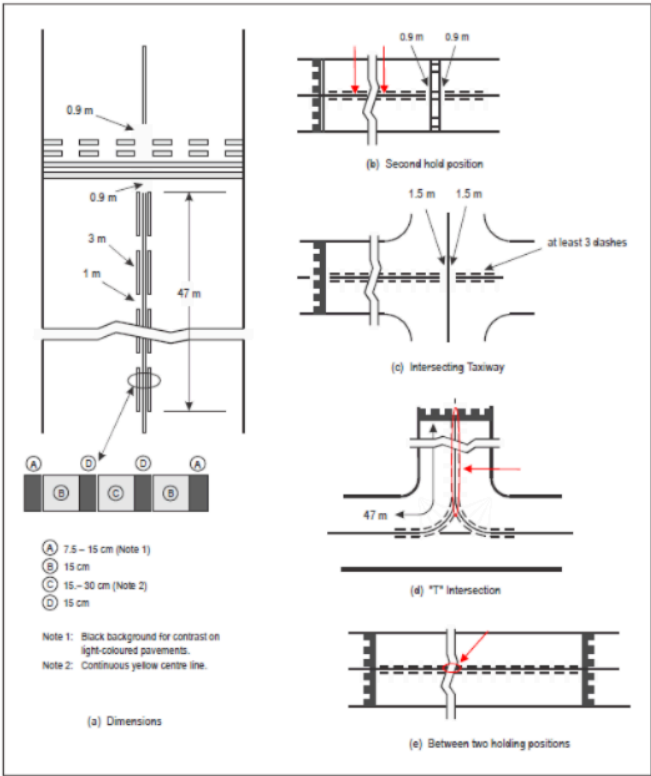 0.9 m
0.9 m
3 m
1 m
47 m
A D D A
B C B
A 7.5 – 15 cm (Note 1)
B 15 cm
C 15.– 30 cm (Note 2)
D 15 cm
Note 1: Black background for contrast on
light-coloured pavements.
Note 2: Continuous yellow centre line.
(a) Dimensions
0.9 m 0.9 m
(b) Second hold position
1.5 m 1.5 m
at least 3 dashes
(c) Intersecting Taxiway
47 m
(d) "T" Intersection
(e) Between two holding positions